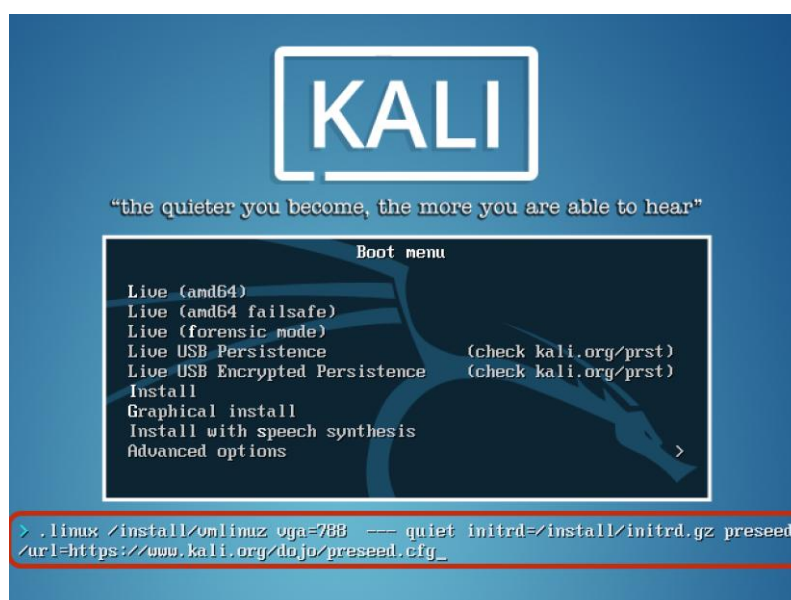 KALI
“the quieter you become, the more you are able to hear”
Boot menu
Live (amd64)
Live (amd64 failsafe)
Live (forensic mode)
Live USB Persistence (check kali.org/prst)
Live USB Encrypted Persistence (check kali.org/prst)
Install
Graphical install
Install with speech synthesis
Advanced options >
> .linux /install/vmlinuz vga=788 --- quiet initrd=/install/initrd.gz preseed
/url=https://www.kali.org/dojo/preseed.cfg_